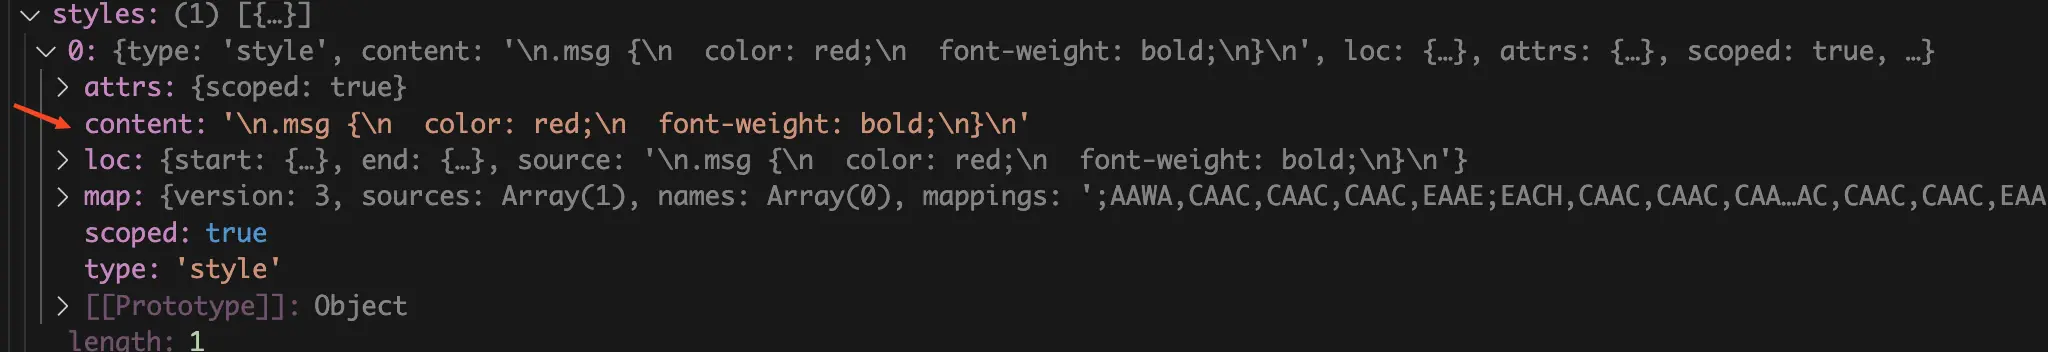 styles: (1) [{…}]
0: {type: 'style', content: '\n.msg {\n  color: red;\n  font-weight: bold;\n}\n', loc: {…}, attrs: {…}, scoped: true, …}
attrs: {scoped: true}
content: '\n.msg {\n  color: red;\n  font-weight: bold;\n}\n'
loc: {start: {…}, end: {…}, source: '\n.msg {\n  color: red;\n  font-weight: bold;\n}\n'}
map: {version: 3, sources: Array(1), names: Array(0), mappings: ';AAWA,CAAC,CAAC,CAAC,EAAE;EACH,CAAC,CAAC,CAA…AC,CAAC,CAAC,EAA
scoped: true
type: 'style'
[[Prototype]]: Object
length: 1